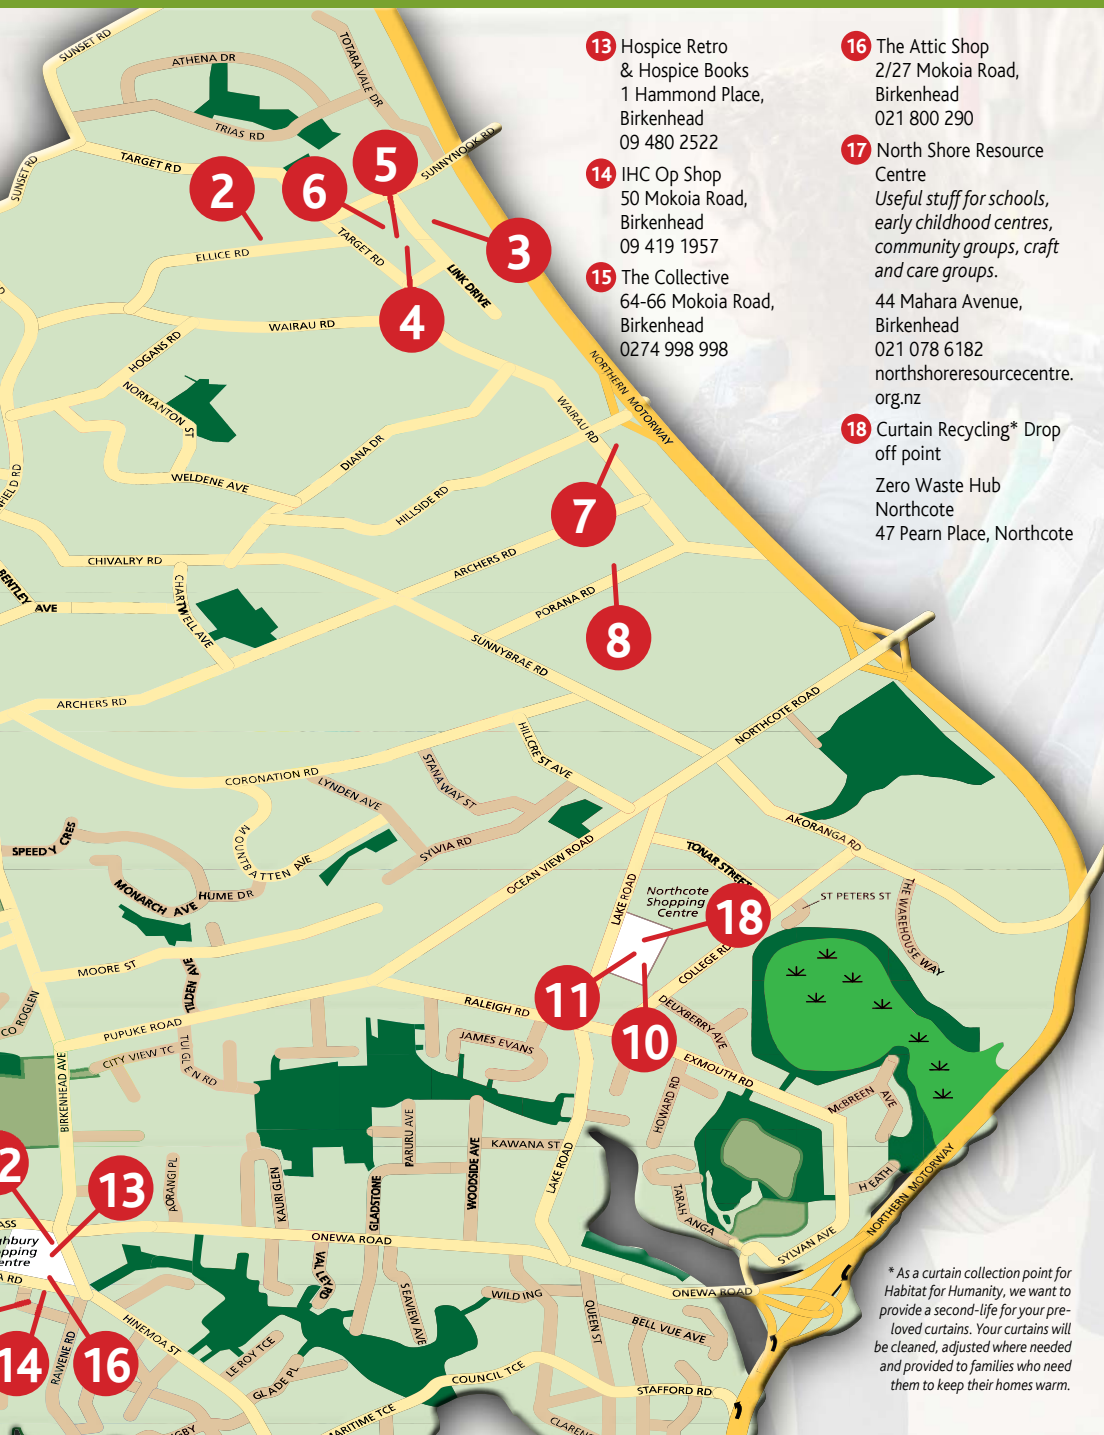 13 Hospice Retro
& Hospice Books
1 Hammond Place,
Birkenhead
09 480 2522
14 IHC Op Shop
50 Mokoia Road,
Birkenhead
09 419 1957
15 The Collective
64-66 Mokoia Road,
Birkenhead
0274 998 998
16 The Attic Shop
2/27 Mokoia Road,
Birkenhead
021 800 290
17 North Shore Resource
Centre
Useful stuff for schools,
early childhood centres,
community groups, craft
and care groups.
44 Mahara Avenue,
Birkenhead
021 078 6182
northshoreresourcecentre.
org.nz
18 Curtain Recycling* Drop
off point
Zero Waste Hub
Northcote
47 Pearn Place, Northcote
SUNSET RD
ATHENA DR
TOTARA VALE DR
TRIAS RD
SUNNYNOOK RD
TARGET RD
SUNSET RD
2
6
5
3
4
ELLICE RD
TARGET RD
LINK DRIVE
WAIRAU RD
HOGANS RD
NORMANTON ST
NORTHERN MOTORWAY
WAIRAU RD
DIANA DR
WELDENE AVE
HILLSIDE RD
7
CHIVALRY RD
ARCHERS RD
BENTLEY AVE
CHARTWELL AVE
PORANA RD
8
SUNNYBRAE RD
ARCHERS RD
NORTHCOTE ROAD
CORONATION RD
HILLCREST AVE
STANAWAY ST
LYNDEN AVE
MOUNTBATTEN AVE
SYLVIA RD
OCEAN VIEW ROAD
AKORANGA RD
SPEEDY CRES
MONARCH AVE
HUME DR
TONAR STREET
LAKE ROAD
Northcote
Shopping
Centre
18
ST PETERS ST
THE WAREHOUSE WAY
COLLEGE RD
MOORE ST
TILDEN AVE
11
10
RALEIGH RD
DEUXBERRY AVE
CO ROGLEN
PUPUKE ROAD
CITY VIEW TC
TUI GLEN RD
JAMES EVANS
EXMOUTH RD
BIRKENHEAD AVE
HOWARD RD
McBREEN AVE
PARURU AVE
KAWANA ST
WOODSIDE AVE
LAKE ROAD
13
AORANGI PL
KAURI GLEN
GLADSTONE
TARAHANGA
HEATH
NORTHERN MOTORWAY
ONEWA ROAD
SYLVAN AVE
VALLEY RD
SEAVIEW AVE
WILDING
QUEEN ST
ONEWA ROAD
BELL VUE AVE
HINEMOA ST
14
RAWENE RD
16
LE ROY TCE
GLADE PL
COUNCIL TCE
STAFFORD RD
* As a curtain collection point for
Habitat for Humanity, we want to
provide a second-life for your pre-
loved curtains. Your curtains will
be cleaned, adjusted where needed
and provided to families who need
them to keep their homes warm.